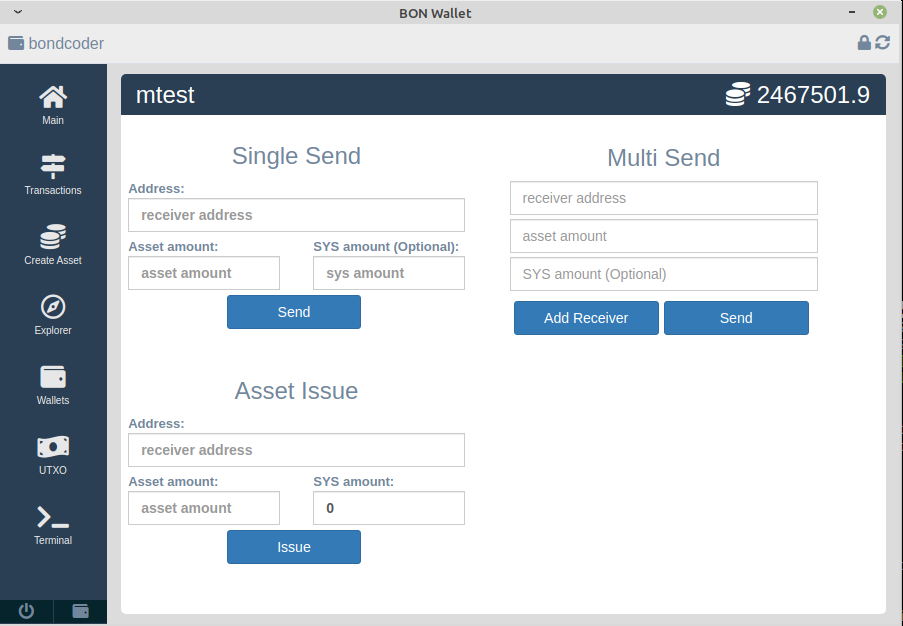 BON Wallet
bondcoder
Main
Transactions
Create Asset
Explorer
Wallets
UTXO
Terminal
mtest
2467501.9
Single Send
Address:
receiver address
Asset amount: SYS amount (Optional):
asset amount sys amount
Send
Multi Send
receiver address
asset amount
SYS amount (Optional)
Add Receiver Send
Asset Issue
Address:
receiver address
Asset amount: SYS amount:
asset amount 0
Issue